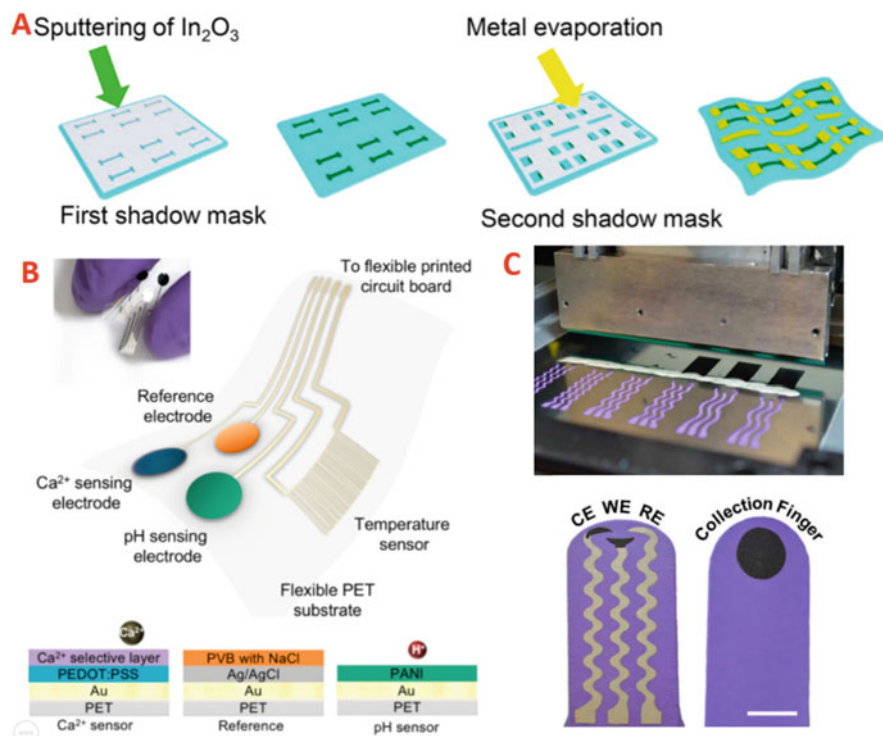 A
Sputtering of In₂O₃
Metal evaporation
First shadow mask
Second shadow mask
B
To flexible printed
circuit board
Reference
electrode
Ca²⁺ sensing
electrode
pH sensing
electrode
Temperature
sensor
Flexible PET
substrate
Ca²⁺
Ca²⁺ selective layer
PEDOT:PSS
Au
PET
Ca²⁺ sensor
PVB with NaCl
Ag/AgCl
Au
PET
Reference
H⁺
PANI
Au
PET
pH sensor
C
CE WE RE
Collection Finger